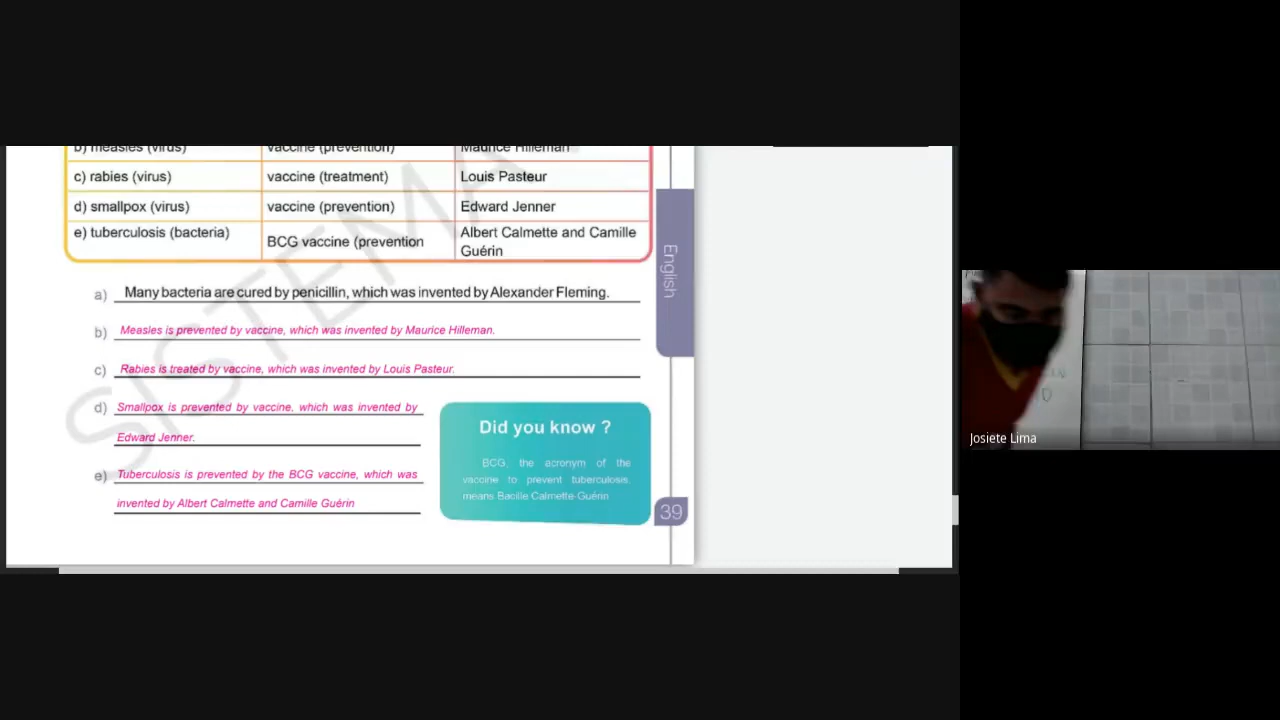 b) measles (virus) vaccine (prevention) Maurice Hilleman
c) rabies (virus) vaccine (treatment) Louis Pasteur
d) smallpox (virus) vaccine (prevention) Edward Jenner
e) tuberculosis (bacteria) BCG vaccine (prevention Albert Calmette and Camille
Guérin
English
a) Many bacteria are cured by penicillin, which was invented by Alexander Fleming.
b) Measles is prevented by vaccine, which was invented by Maurice Hilleman.
c) Rabies is treated by vaccine, which was invented by Louis Pasteur.
d) Smallpox is prevented by vaccine, which was invented by
Edward Jenner.
e) Tuberculosis is prevented by the BCG vaccine, which was
invented by Albert Calmette and Camille Guérin
Did you know ?
BCG, the acronym of the
vaccine to prevent tuberculosis,
means Bacille Calmette-Guérin
39
SISTEMA
Josiete Lima